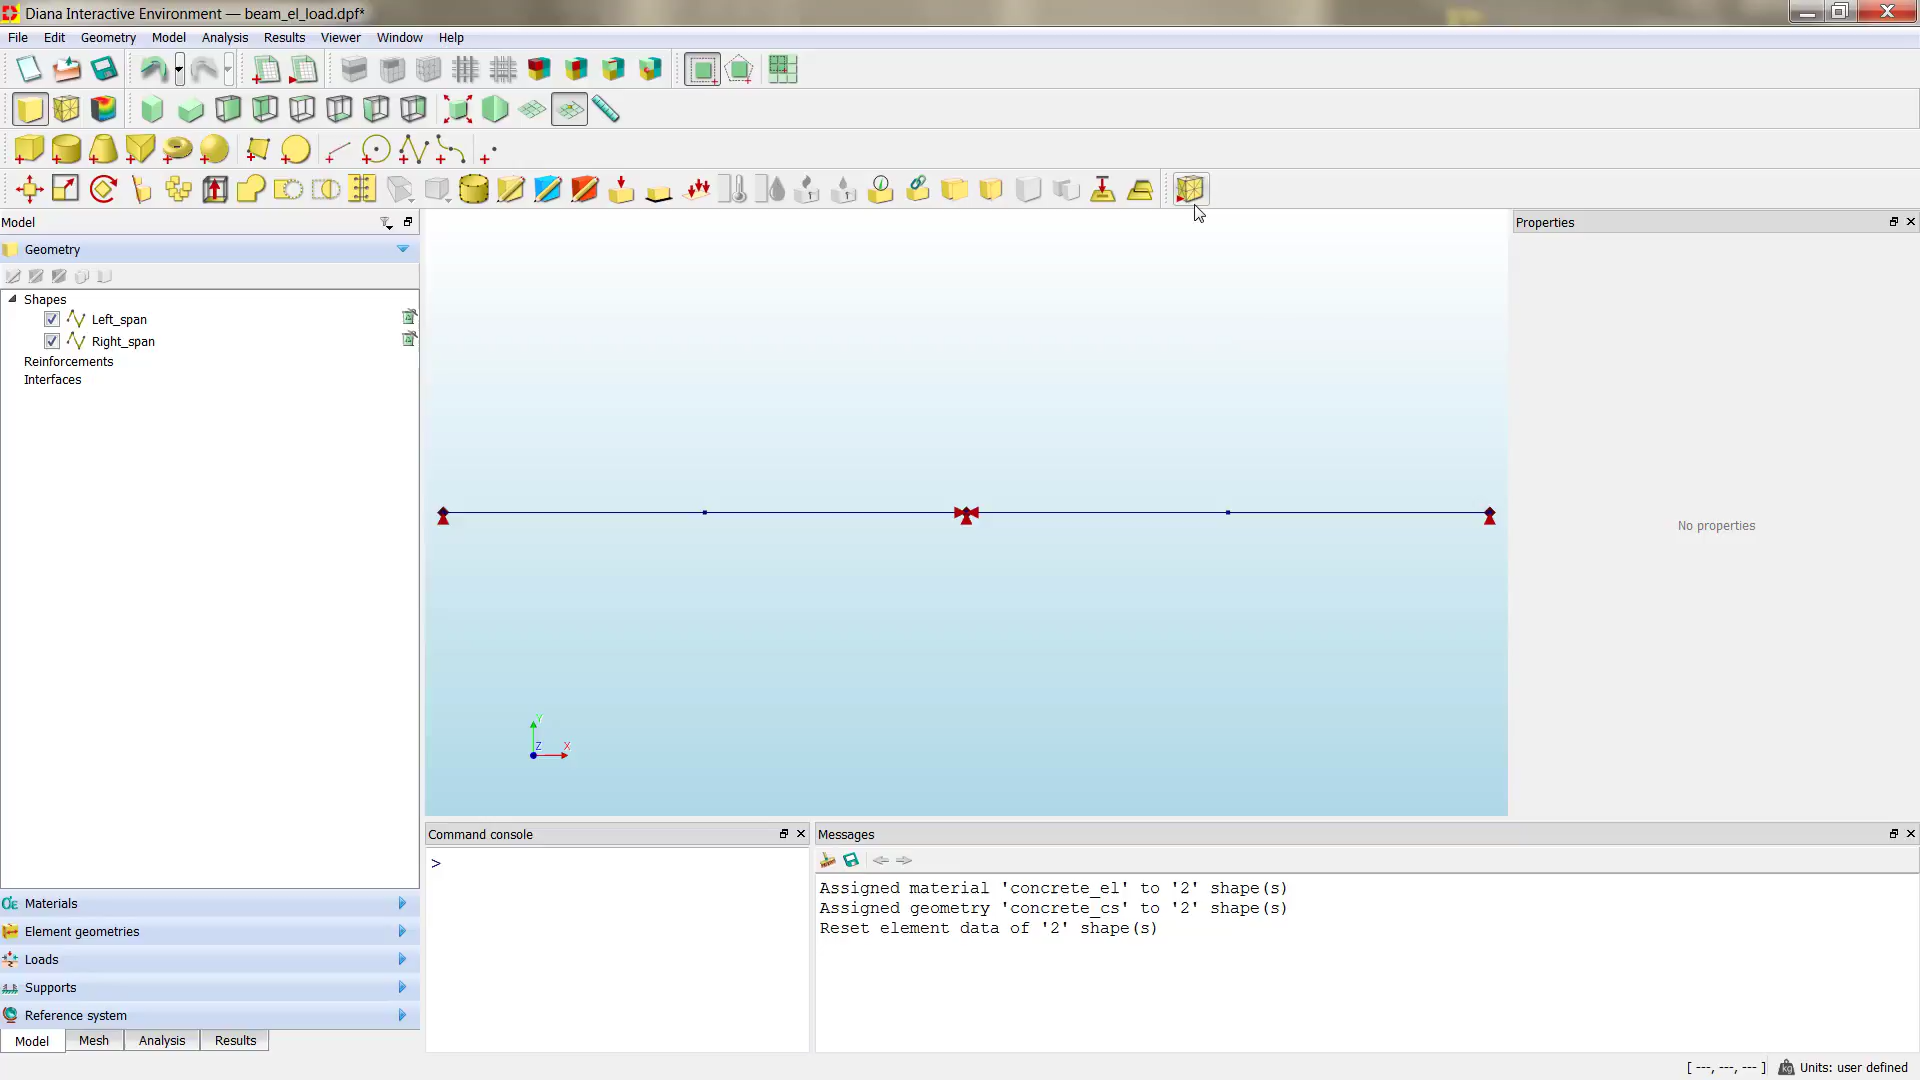 Diana Interactive Environment — beam_el_load.dpf*
File Edit Geometry Model Analysis Results Viewer Window Help
Model
Geometry
Shapes
Left_span
Right_span
Reinforcements
Interfaces
Materials
Element geometries
Loads
Supports
Reference system
Model Mesh Analysis Results
Y
Z X
Properties
No properties
Command console
>
Messages
Assigned material 'concrete_el' to '2' shape(s)
Assigned geometry 'concrete_cs' to '2' shape(s)
Reset element data of '2' shape(s)
[ ---, ---, --- ] kg Units: user defined